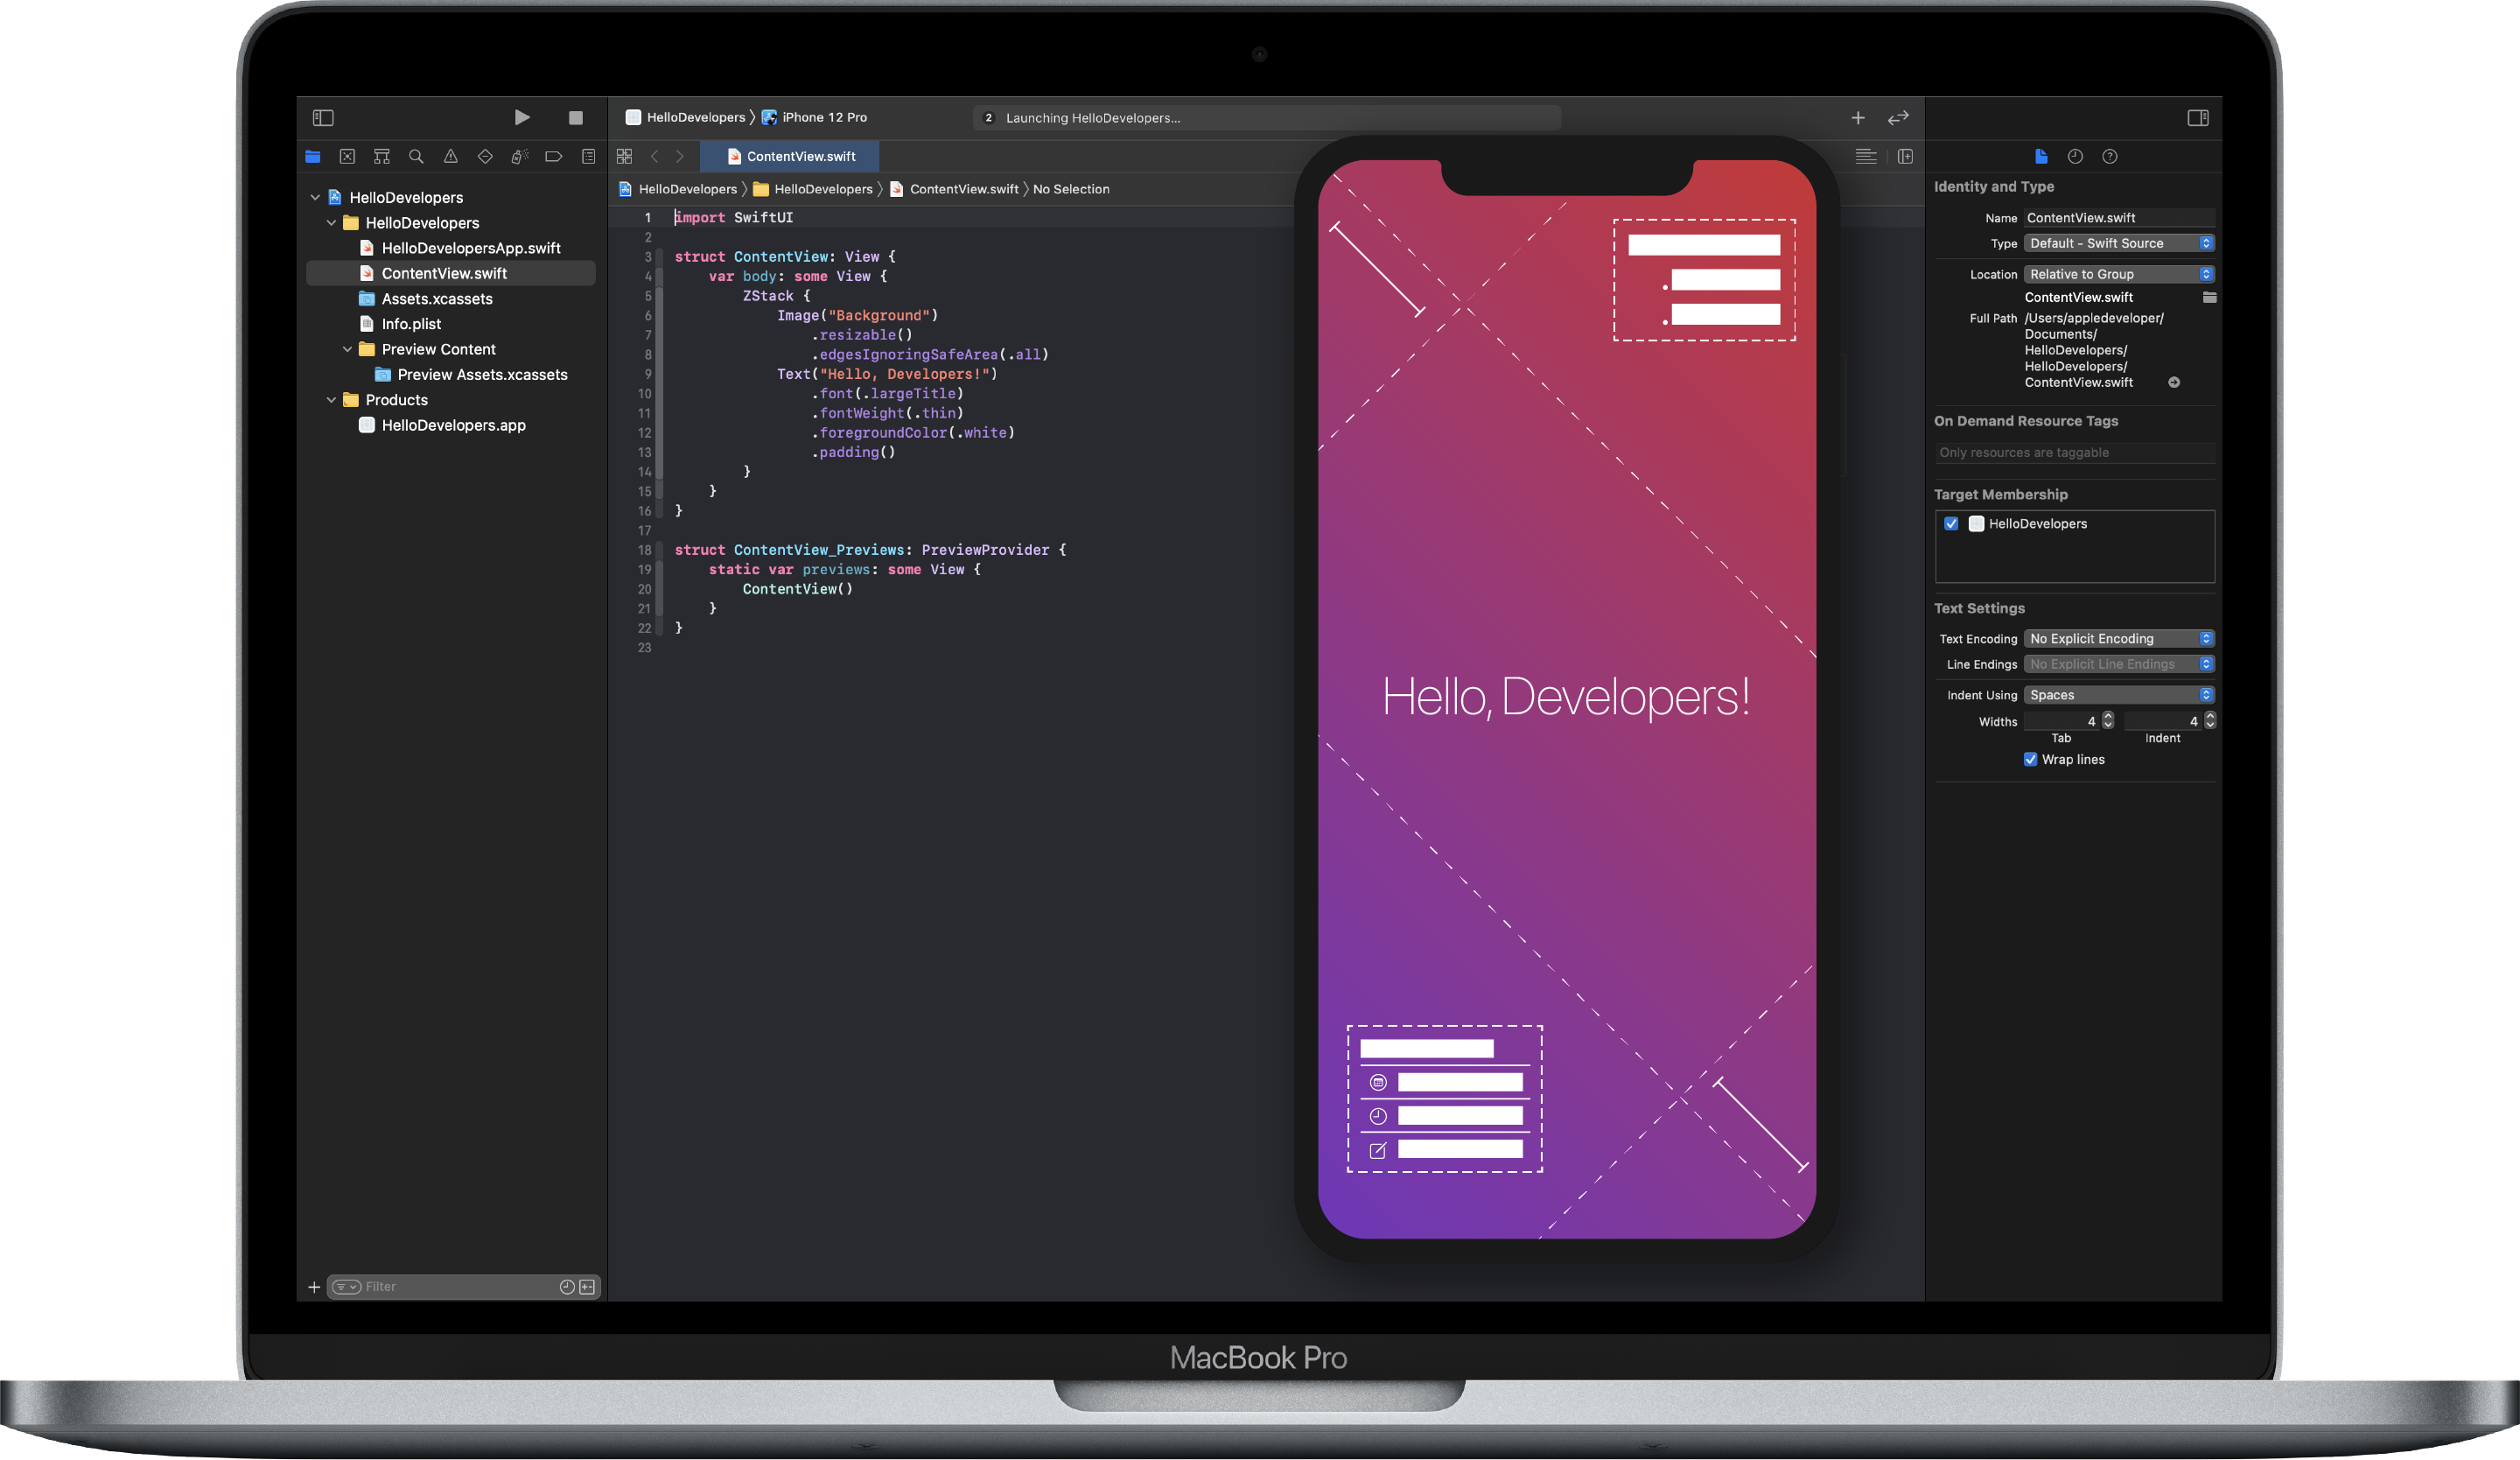 HelloDevelopers
iPhone 12 Pro
2
Launching HelloDevelopers...
ContentView.swift
HelloDevelopers
HelloDevelopers
HelloDevelopersApp.swift
ContentView.swift
Assets.xcassets
Info.plist
Preview Content
Preview Assets.xcassets
Products
HelloDevelopers.app
Filter
HelloDevelopers
HelloDevelopers
ContentView.swift
No Selection
1 import SwiftUI
2
3 struct ContentView: View {
4 var body: some View {
5 ZStack {
6 Image("Background")
7 .resizable()
8 .edgesIgnoringSafeArea(.all)
9 Text("Hello, Developers!")
10 .font(.largeTitle)
11 .fontWeight(.thin)
12 .foregroundColor(.white)
13 .padding()
14 }
15 }
16 }
17
18 struct ContentView_Previews: PreviewProvider {
19 static var previews: some View {
20 ContentView()
21 }
22 }
23
Hello, Developers!
Identity and Type
Name ContentView.swift
Type Default - Swift Source
Location Relative to Group
ContentView.swift
Full Path /Users/appledeveloper/
Documents/
HelloDevelopers/
HelloDevelopers/
ContentView.swift
On Demand Resource Tags
Only resources are taggable
Target Membership
HelloDevelopers
Text Settings
Text Encoding No Explicit Encoding
Line Endings No Explicit Line Endings
Indent Using Spaces
Widths 4 4
Tab Indent
Wrap lines
MacBook Pro